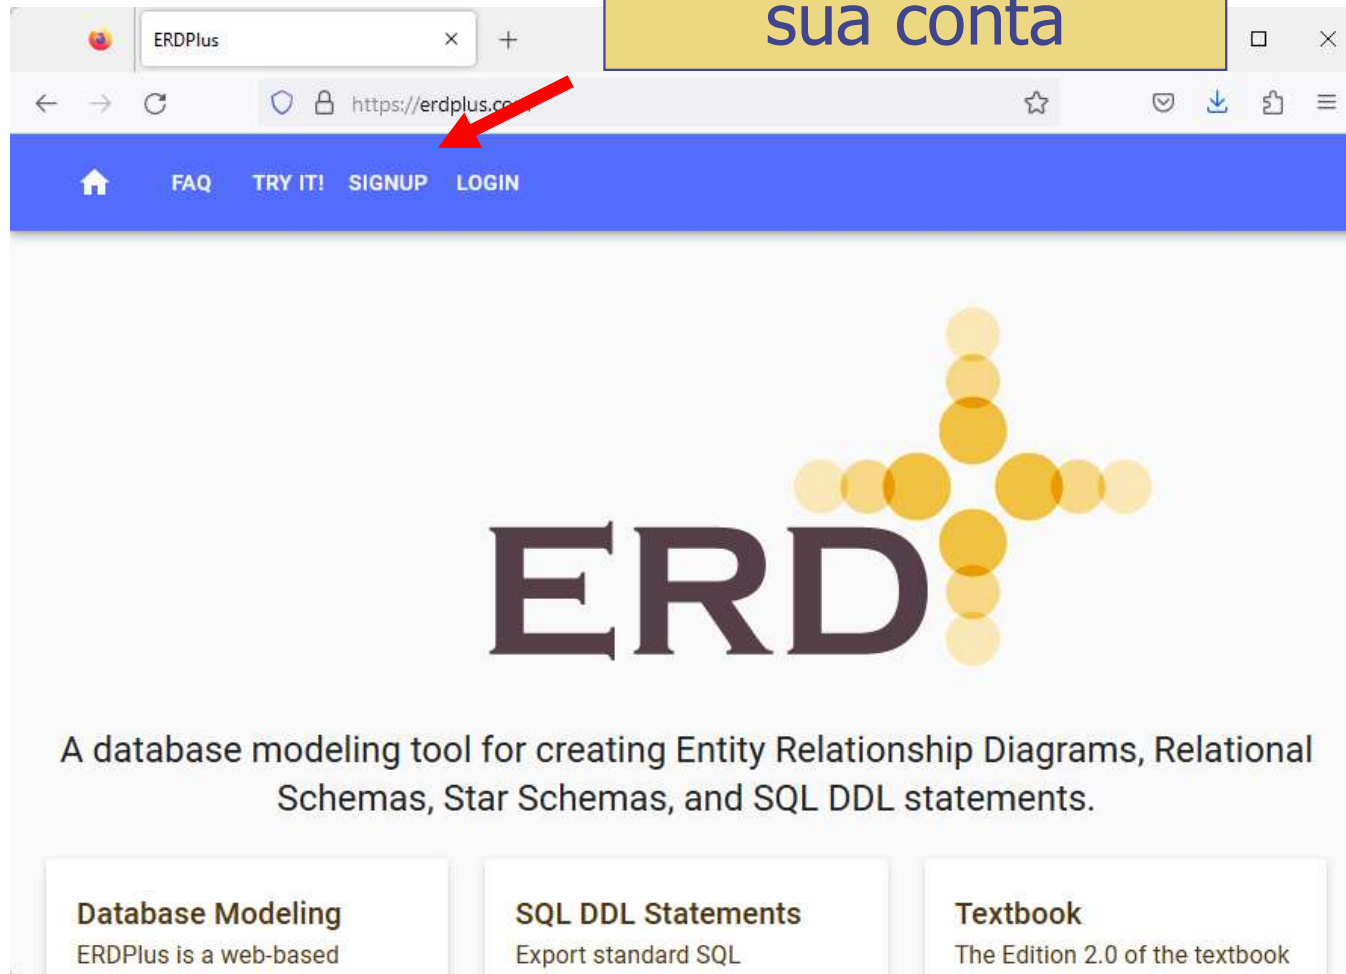 sua conta
ERDPlus
https://erdplus.com
FAQ TRY IT! SIGNUP LOGIN
ERD
A database modeling tool for creating Entity Relationship Diagrams, Relational
Schemas, Star Schemas, and SQL DDL statements.
Database Modeling
ERDPlus is a web-based
SQL DDL Statements
Export standard SQL
Textbook
The Edition 2.0 of the textbook